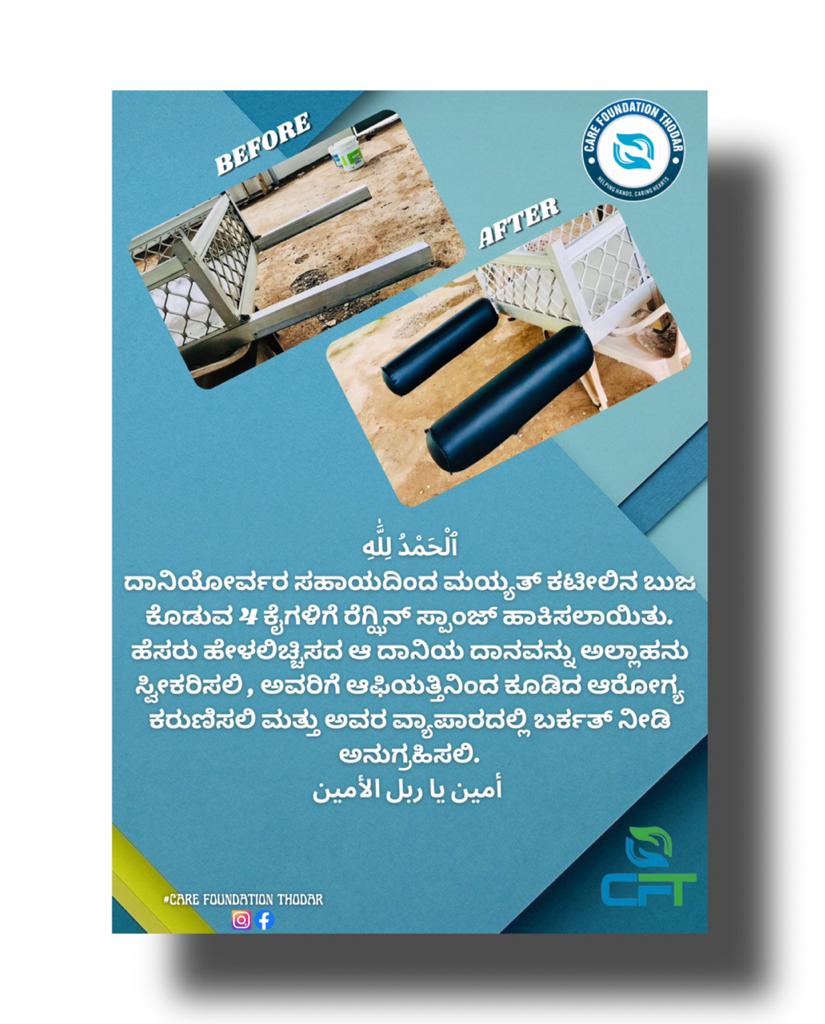 BEFORE
CARE FOUNDATION THODAR
HELPING HANDS, CARING HEARTS
AFTER
ٱلْحَمْدُ لِلَّٰهِ
ದಾನಿಯೋರ್ವರ ಸಹಾಯದಿಂದ ಮಯ್ಯತ್ ಕಟೀಲಿನ ಬುಜ
ಕೊಡುವ 4 ಕೈಗಳಿಗೆ ರೆಗ್ಝಿನ್ ಸ್ಪಾಂಜ್ ಹಾಕಿಸಲಾಯಿತು.
ಹೆಸರು ಹೇಳಲಿಚ್ಚಿಸದ ಆ ದಾನಿಯ ದಾನವನ್ನು ಅಲ್ಲಾಹನು
ಸ್ವೀಕರಿಸಲಿ , ಅವರಿಗೆ ಆಫಿಯತ್ತಿನಿಂದ ಕೂಡಿದ ಆರೋಗ್ಯ
ಕರುಣಿಸಲಿ ಮತ್ತು ಅವರ ವ್ಯಾಪಾರದಲ್ಲಿ ಬರ್ಕತ್ ನೀಡಿ
ಅನುಗ್ರಹಿಸಲಿ.
أمين يا ربل الأمين
CFT
#CARE FOUNDATION THODAR